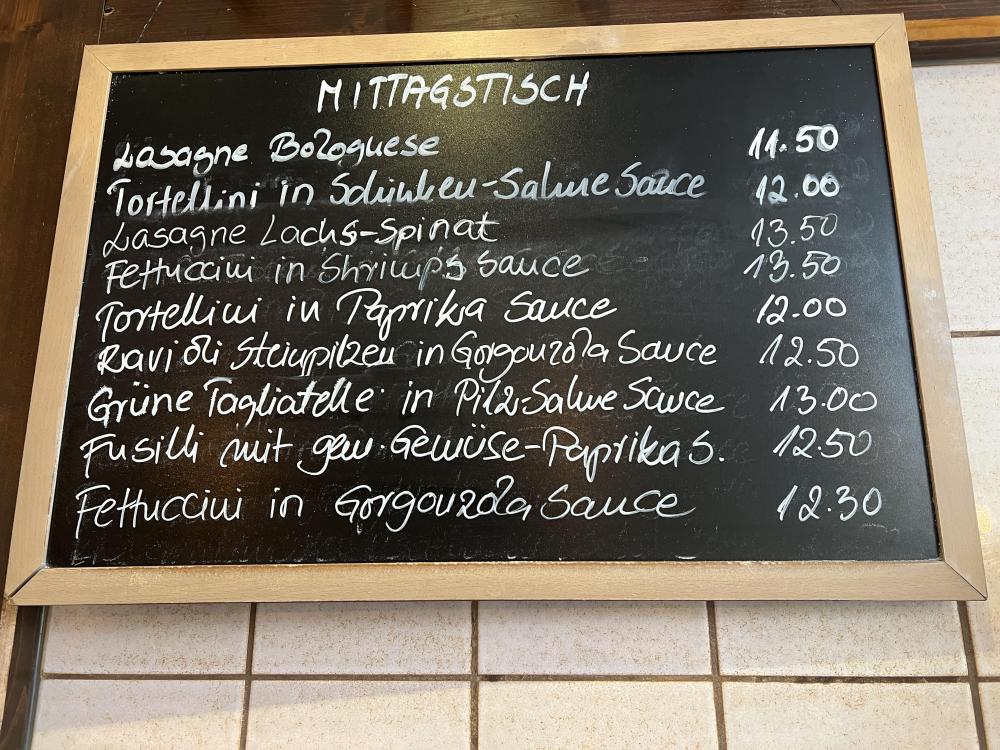 MITTAGSTISCH
Lasagne Bolognese 11.50
Tortellini in Schinken-Sahne Sauce 12.00
Lasagne Lachs-Spinat 13.50
Fettuccini in Shrimps Sauce 13.50
Tortellini in Paprika Sauce 12.00
Ravioli Steinpilzen in Gorgonzola Sauce 12.50
Grüne Tagliatelle in Pilz-Sahne Sauce 13.00
Fusilli mit gem. Gemüse-Paprika S. 12.50
Fettuccini in Gorgonzola Sauce 12.30